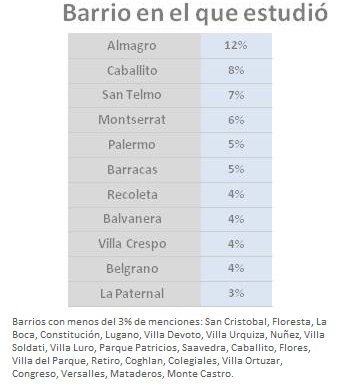 Barrio en el que estudió
Almagro 12%
Caballito 8%
San Telmo 7%
Montserrat 6%
Palermo 5%
Barracas 5%
Recoleta 4%
Balvanera 4%
Villa Crespo 4%
Belgrano 4%
La Paternal 3%
Barrios con menos del 3% de menciones: San Cristobal, Floresta, La
Boca, Constitución, Lugano, Villa Devoto, Villa Urquiza, Nuñez, Villa
Soldati, Villa Luro, Parque Patricios, Saavedra, Caballito, Flores,
Villa del Parque, Retiro, Coghlan, Colegiales, Villa Ortuzar,
Congreso, Versalles, Mataderos, Monte Castro.